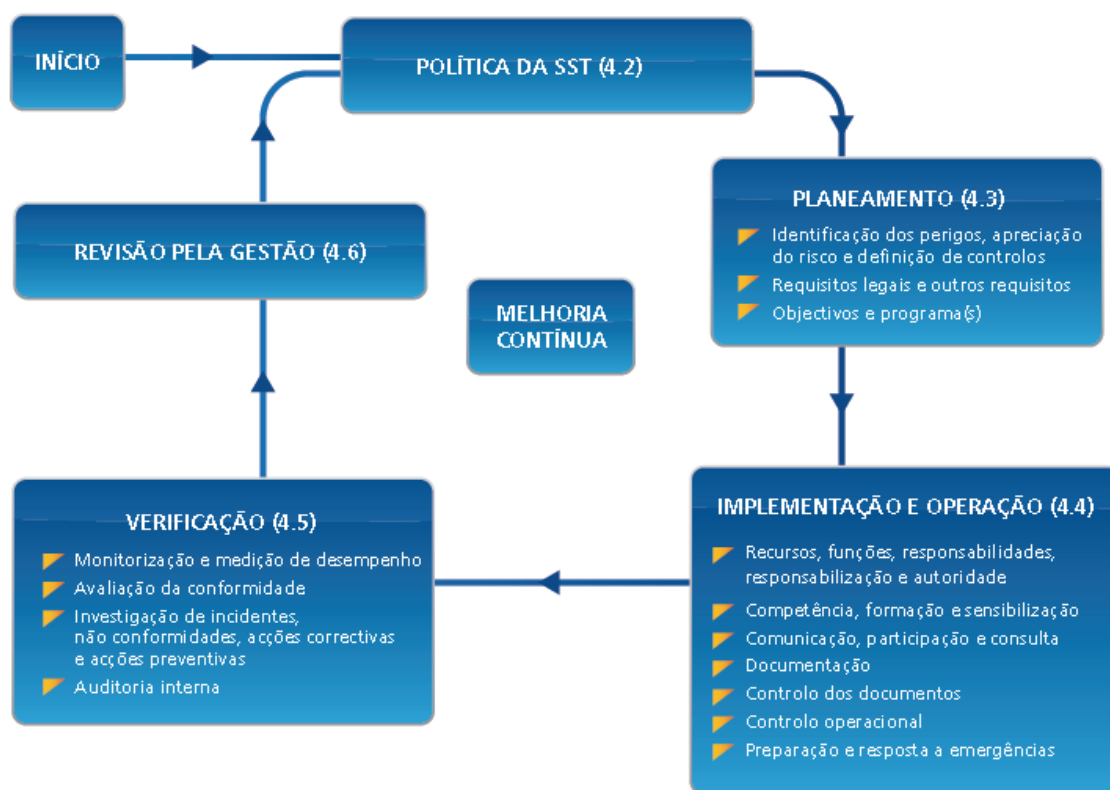 INÍCIO
POLÍTICA DA SST (4.2)
PLANEAMENTO (4.3)
Identificação dos perigos, apreciação
do risco e definição de controlos
Requisitos legais e outros requisitos
Objectivos e programa(s)
REVISÃO PELA GESTÃO (4.6)
MELHORIA
CONTÍNUA
IMPLEMENTAÇÃO E OPERAÇÃO (4.4)
Recursos, funções, responsabilidades,
responsabilização e autoridade
Competência, formação e sensibilização
Comunicação, participação e consulta
Documentação
Controlo dos documentos
Controlo operacional
Preparação e resposta a emergências
VERIFICAÇÃO (4.5)
Monitorização e medição de desempenho
Avaliação da conformidade
Investigação de incidentes,
não conformidades, acções correctivas
e acções preventivas
Auditoria interna